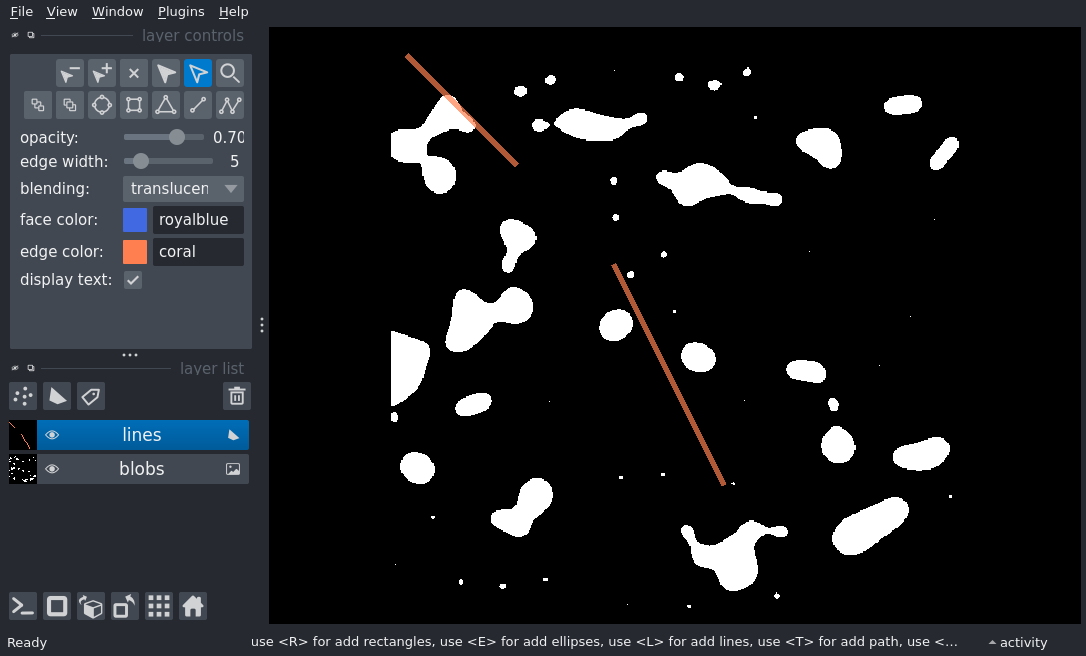 File View Window Plugins Help
layer controls
opacity: 0.70
edge width: 5
blending: translucen
face color: royalblue
edge color: coral
display text:
layer list
lines
blobs
Ready use <R> for add rectangles, use <E> for add ellipses, use <L> for add lines, use <T> for add path, use <... activity